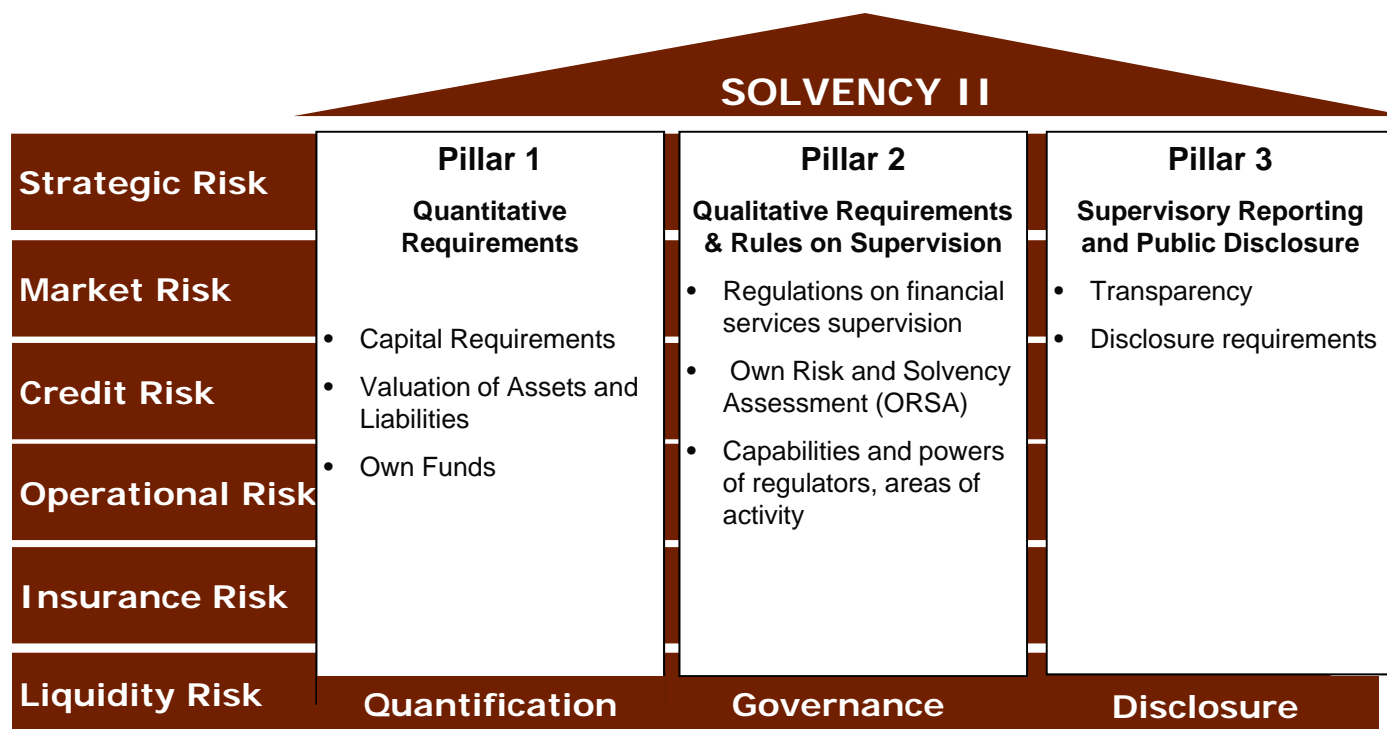 SOLVENCY II
Strategic Risk
Market Risk
Credit Risk
Operational Risk
Insurance Risk
Liquidity Risk
Pillar 1
Quantitative
Requirements
• Capital Requirements
• Valuation of Assets and
Liabilities
• Own Funds
Quantification
Pillar 2
Qualitative Requirements
& Rules on Supervision
• Regulations on financial
services supervision
• Own Risk and Solvency
Assessment (ORSA)
• Capabilities and powers
of regulators, areas of
activity
Governance
Pillar 3
Supervisory Reporting
and Public Disclosure
• Transparency
• Disclosure requirements
Disclosure